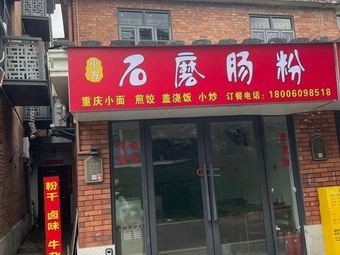 小方
石磨肠粉
重庆小面 煎饺 盖浇饭 小炒 订餐电话：18006098518
粉干 卤味 牛杂